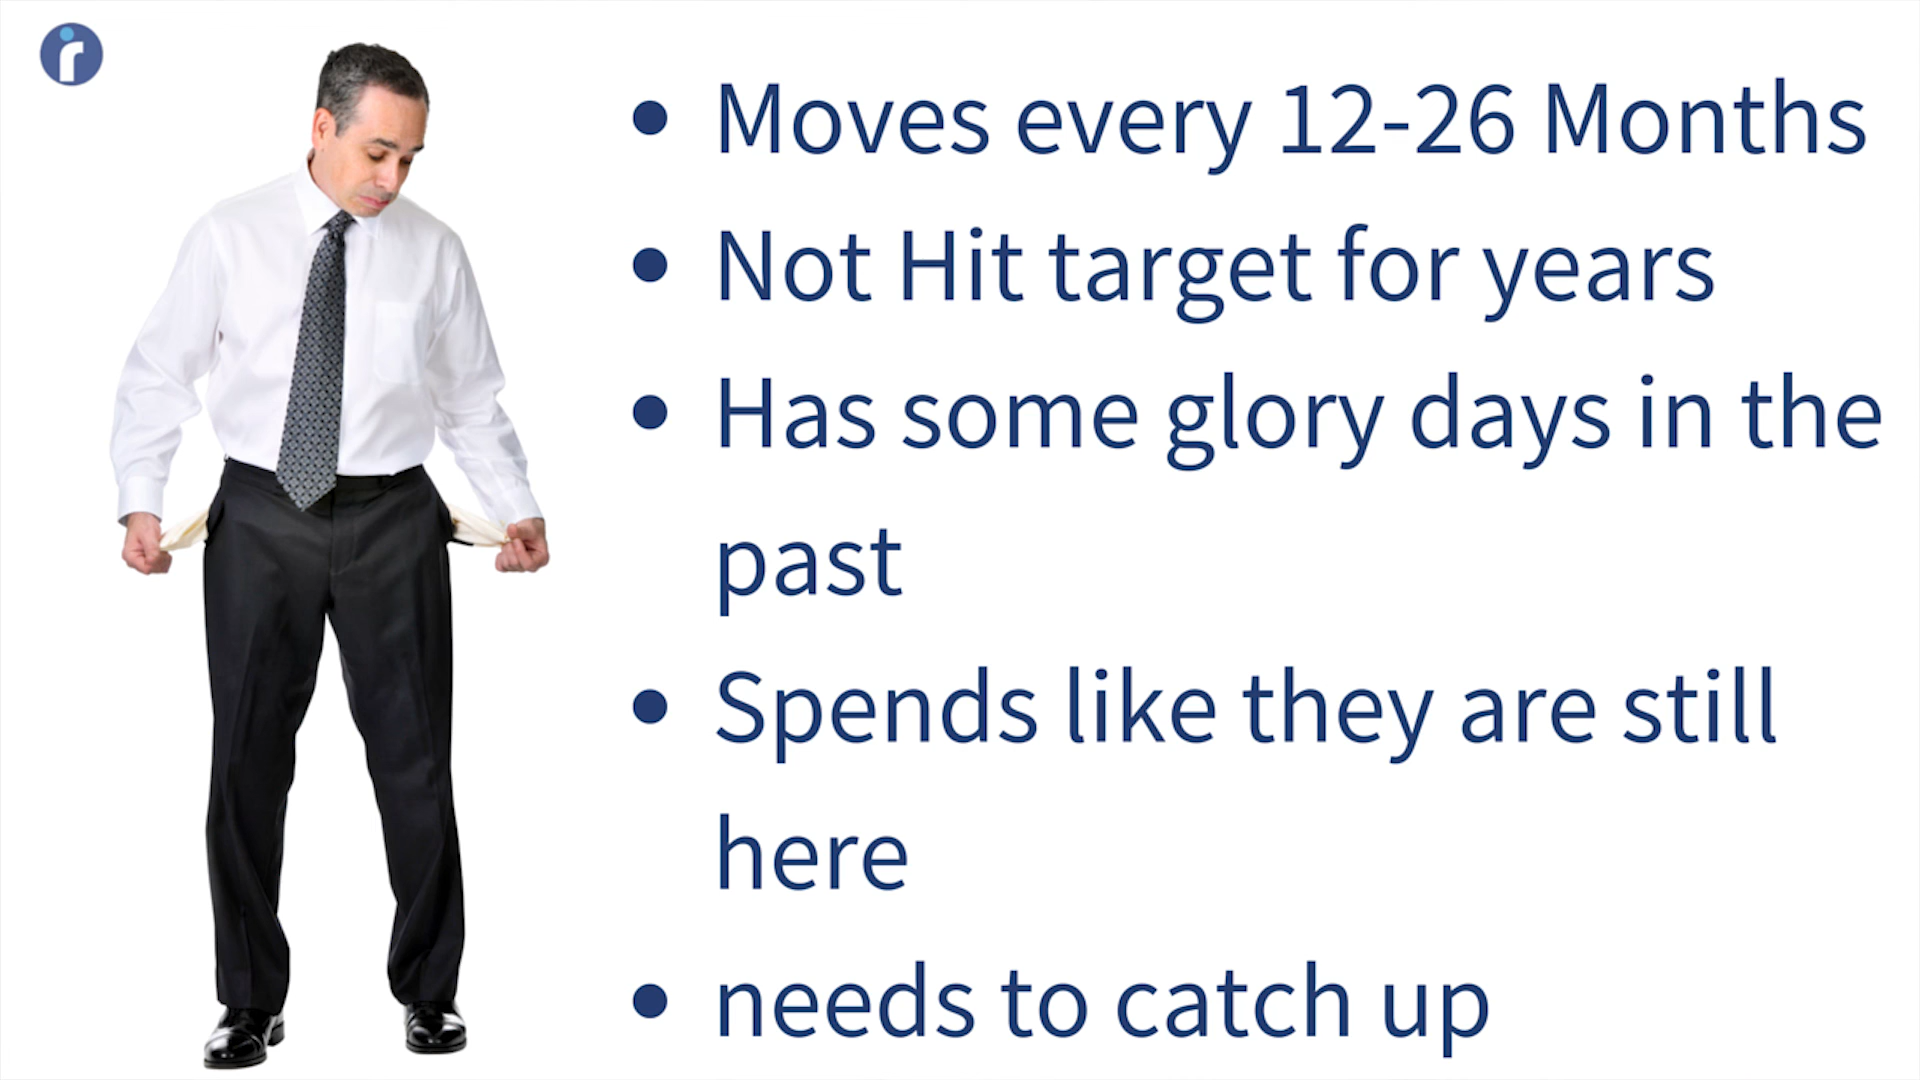 • Moves every 12-26 Months
• Not Hit target for years
• Has some glory days in the
past
• Spends like they are still
here
• needs to catch up